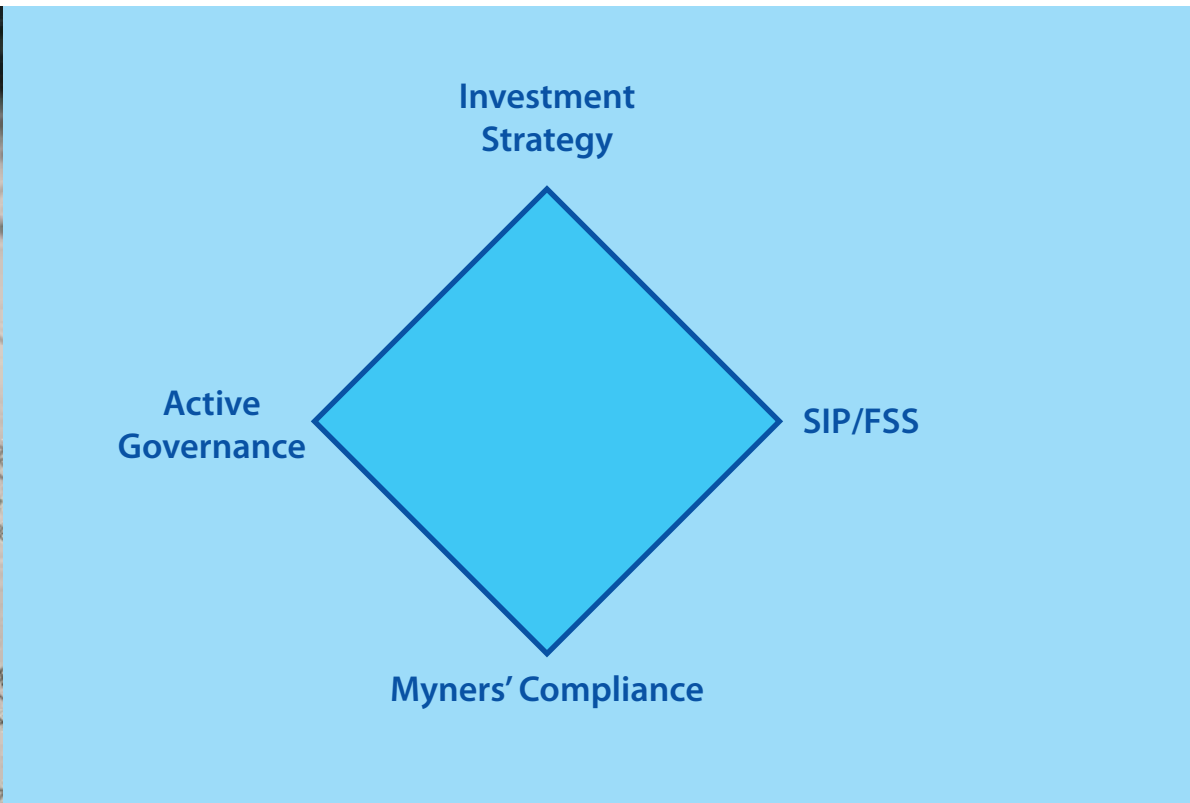 Investment
Strategy
Active
Governance
SIP/FSS
Myners’ Compliance